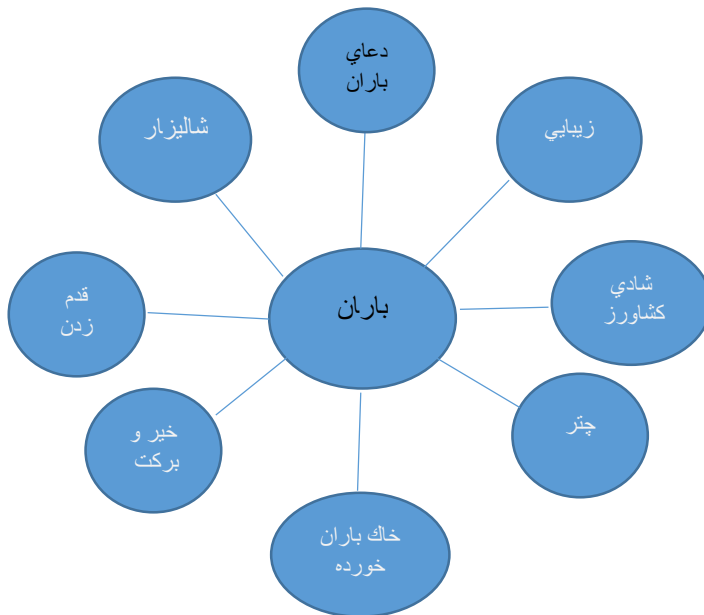 دعاي
باران
زيبايي
شاليزار
شادي
كشاورز
باران
قدم
زدن
چتر
خير و
بركت
خاك باران
خورده